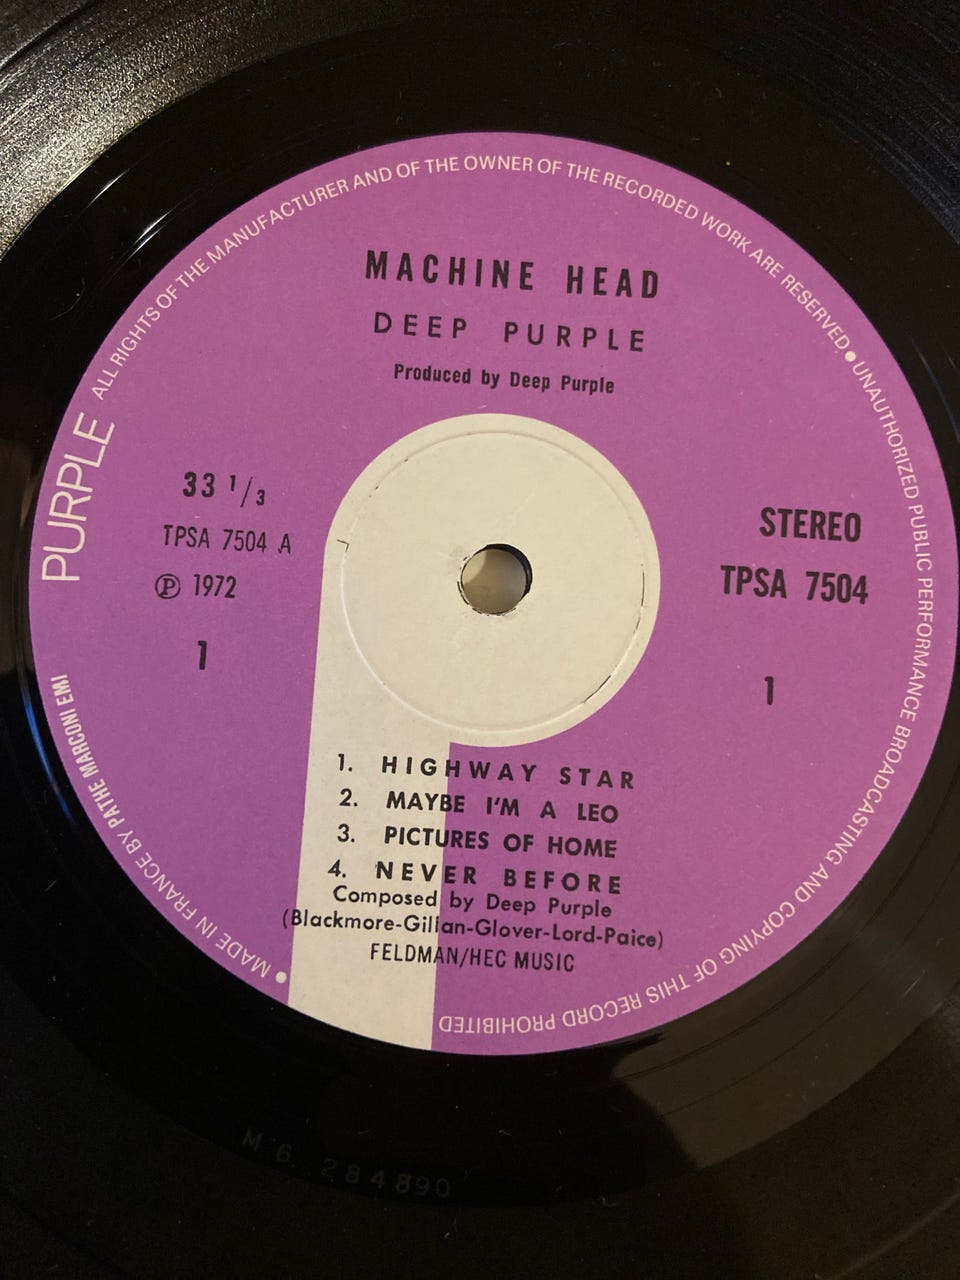 ALL RIGHTS OF THE MANUFACTURER AND OF THE OWNER OF THE RECORDED WORK ARE RESERVED • UNAUTHORIZED PUBLIC PERFORMANCE BROADCASTING AND COPYING OF THIS RECORD PROHIBITED
MACHINE HEAD
DEEP PURPLE
Produced by Deep Purple
PURPLE
33 1/3
TPSA 7504 A
℗ 1972
1
STEREO
TPSA 7504
1
1. HIGHWAY STAR
2. MAYBE I'M A LEO
3. PICTURES OF HOME
4. NEVER BEFORE
Composed by Deep Purple
(Blackmore-Gillan-Glover-Lord-Paice)
FELDMAN/HEC MUSIC
• MADE IN FRANCE BY PATHE MARCONI EMI
M6 284890